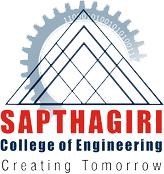 SAPTHAGIRI
College of Engineering
Creating Tomorrow